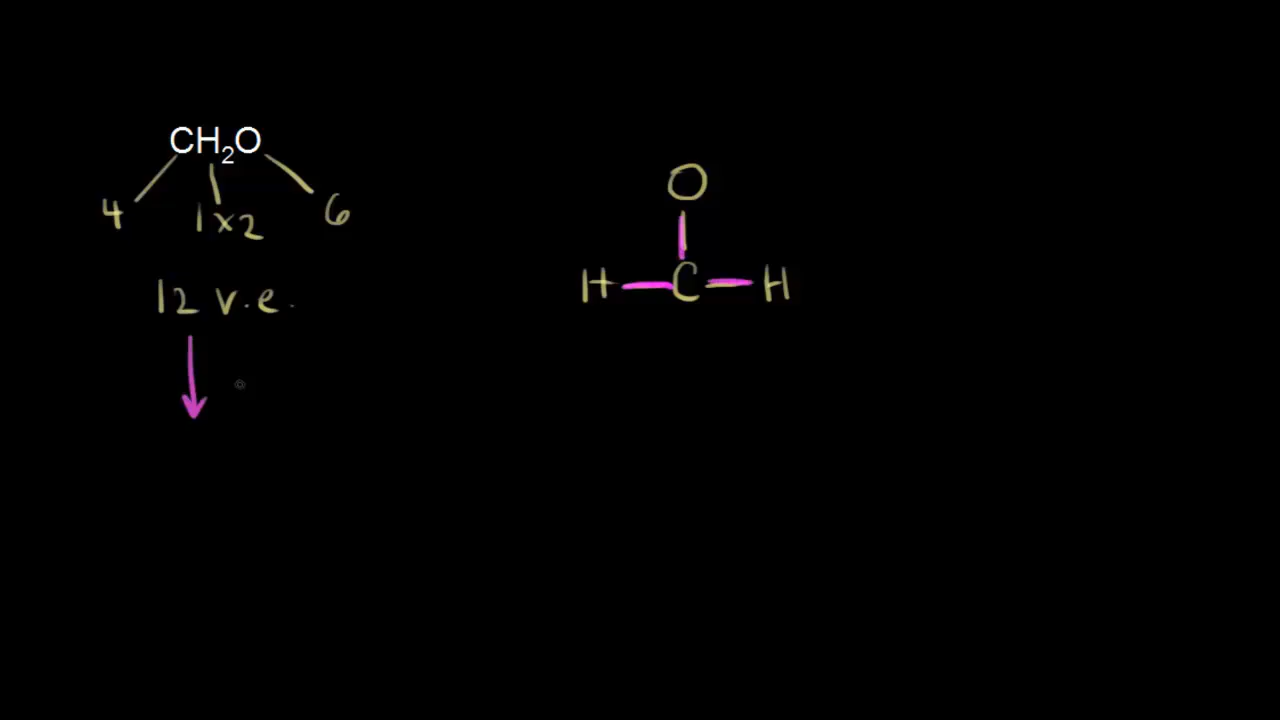 CH₂O
4 1x2 6
12 v.e.
O
H C H